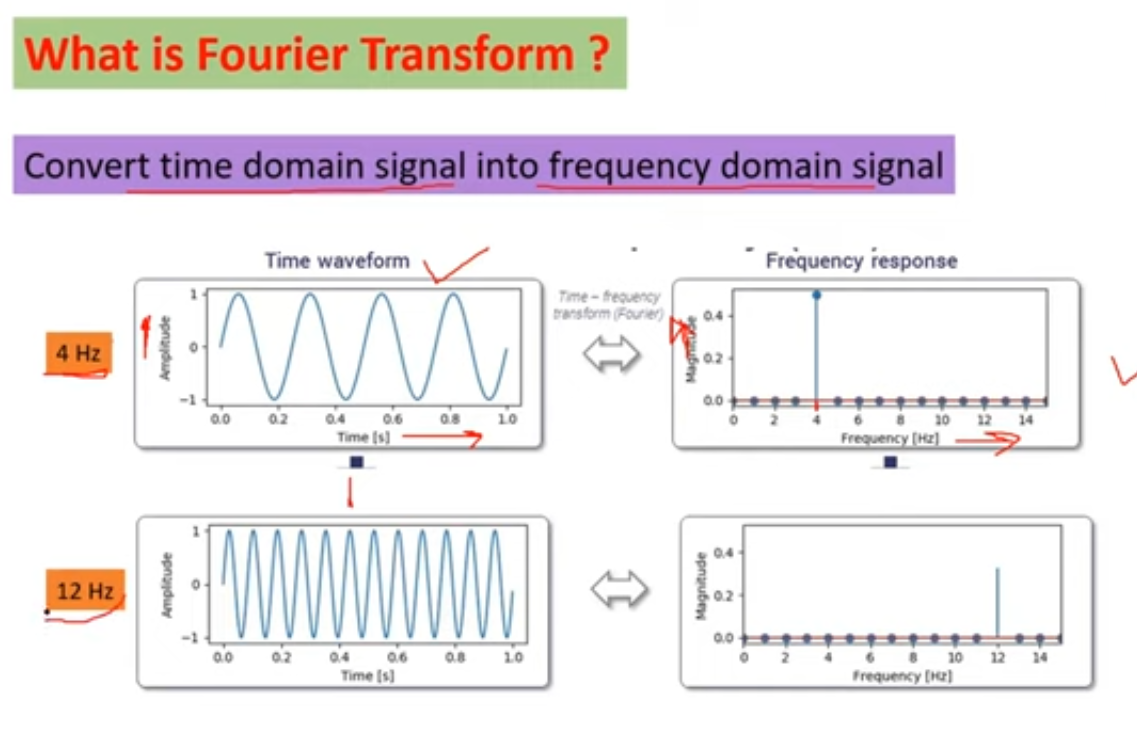 What is Fourier Transform ?
Convert time domain signal into frequency domain signal
Time waveform
Frequency response
Time – frequency
transform (Fourier)
4 Hz
Amplitude
1
0
−1
0.0 0.2 0.4 0.6 0.8 1.0
Time [s]
Magnitude
0.4
0.2
0.0
0 2 4 6 8 10 12 14
Frequency [Hz]
12 Hz
Amplitude
1
0
−1
0.0 0.2 0.4 0.6 0.8 1.0
Time [s]
Magnitude
0.4
0.2
0.0
0 2 4 6 8 10 12 14
Frequency [Hz]